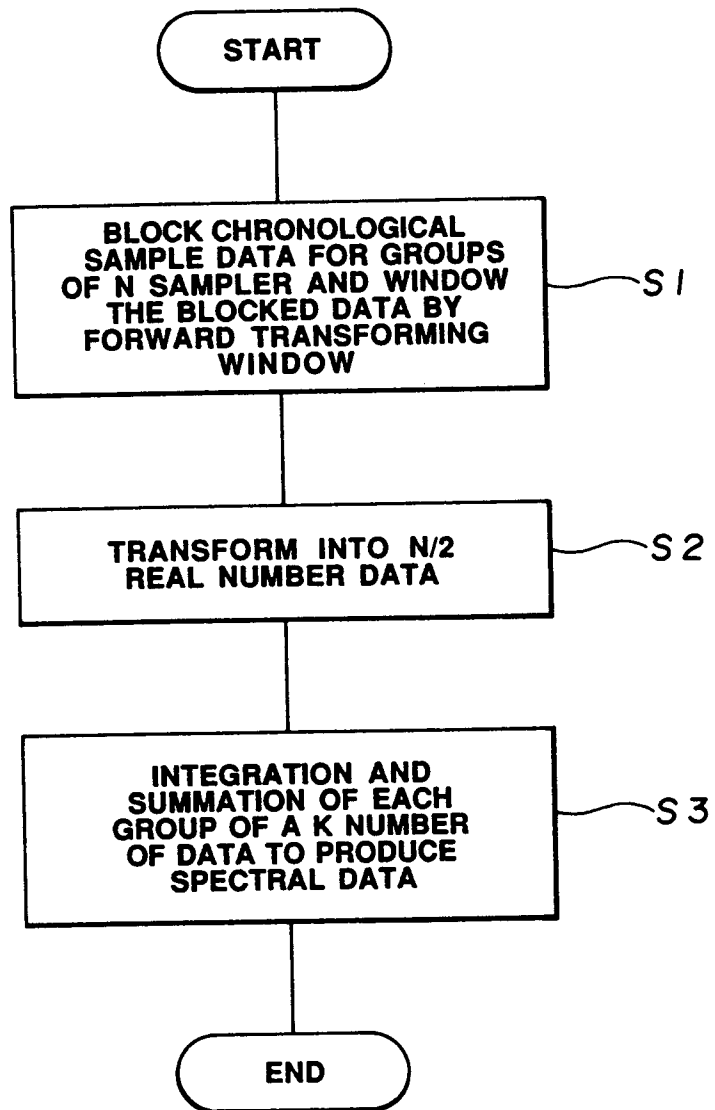 START
BLOCK CHRONOLOGICAL
SAMPLE DATA FOR GROUPS
OF N SAMPLER AND WINDOW
THE BLOCKED DATA BY
FORWARD TRANSFORMING
WINDOW
S1
TRANSFORM INTO N/2
REAL NUMBER DATA
S2
INTEGRATION AND
SUMMATION OF EACH
GROUP OF A K NUMBER
OF DATA TO PRODUCE
SPECTRAL DATA
S3
END